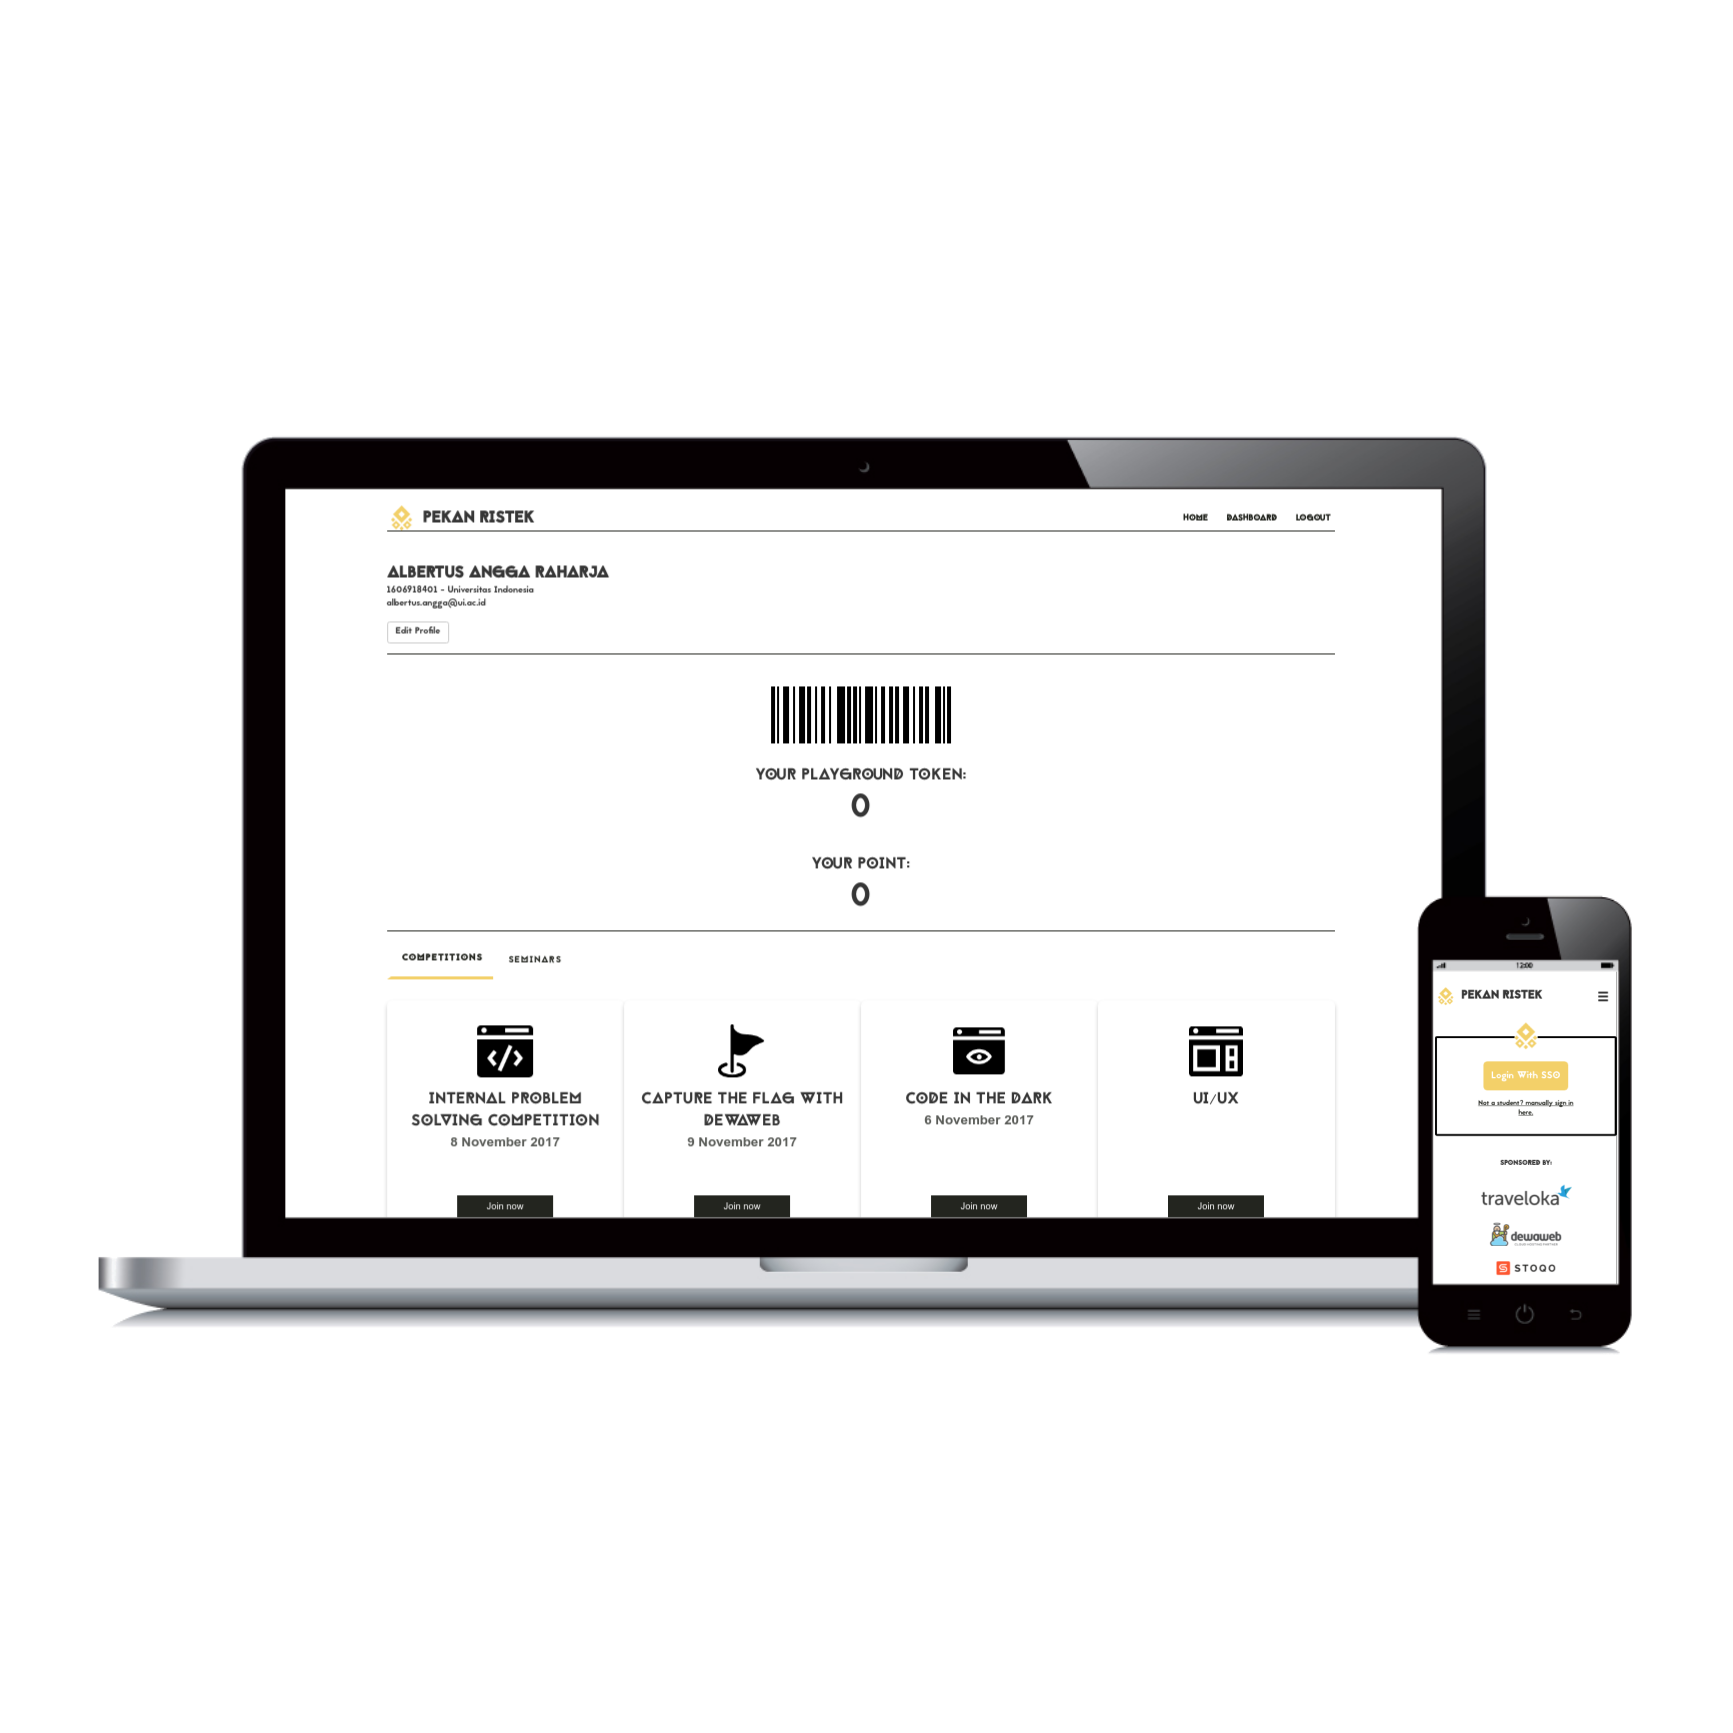 PEKAN RISTEK
HOME DASHBOARD LOGOUT
ALBERTUS ANGGA RAHARJA
1606918401 - Universitas Indonesia
albertus.angga@ui.ac.id
Edit Profile
YOUR PLAYGROUND TOKEN:
0
YOUR POINT:
0
COMPETITIONS SEMINARS
INTERNAL PROBLEM
SOLVING COMPETITION
8 November 2017
Join now
CAPTURE THE FLAG WITH
DEWAWEB
9 November 2017
Join now
CODE IN THE DARK
6 November 2017
Join now
UI/UX
Join now
12:00
PEKAN RISTEK
Login With SSO
Not a student? manually sign in
here.
SPONSORED BY:
traveloka
dewaweb
STOQO